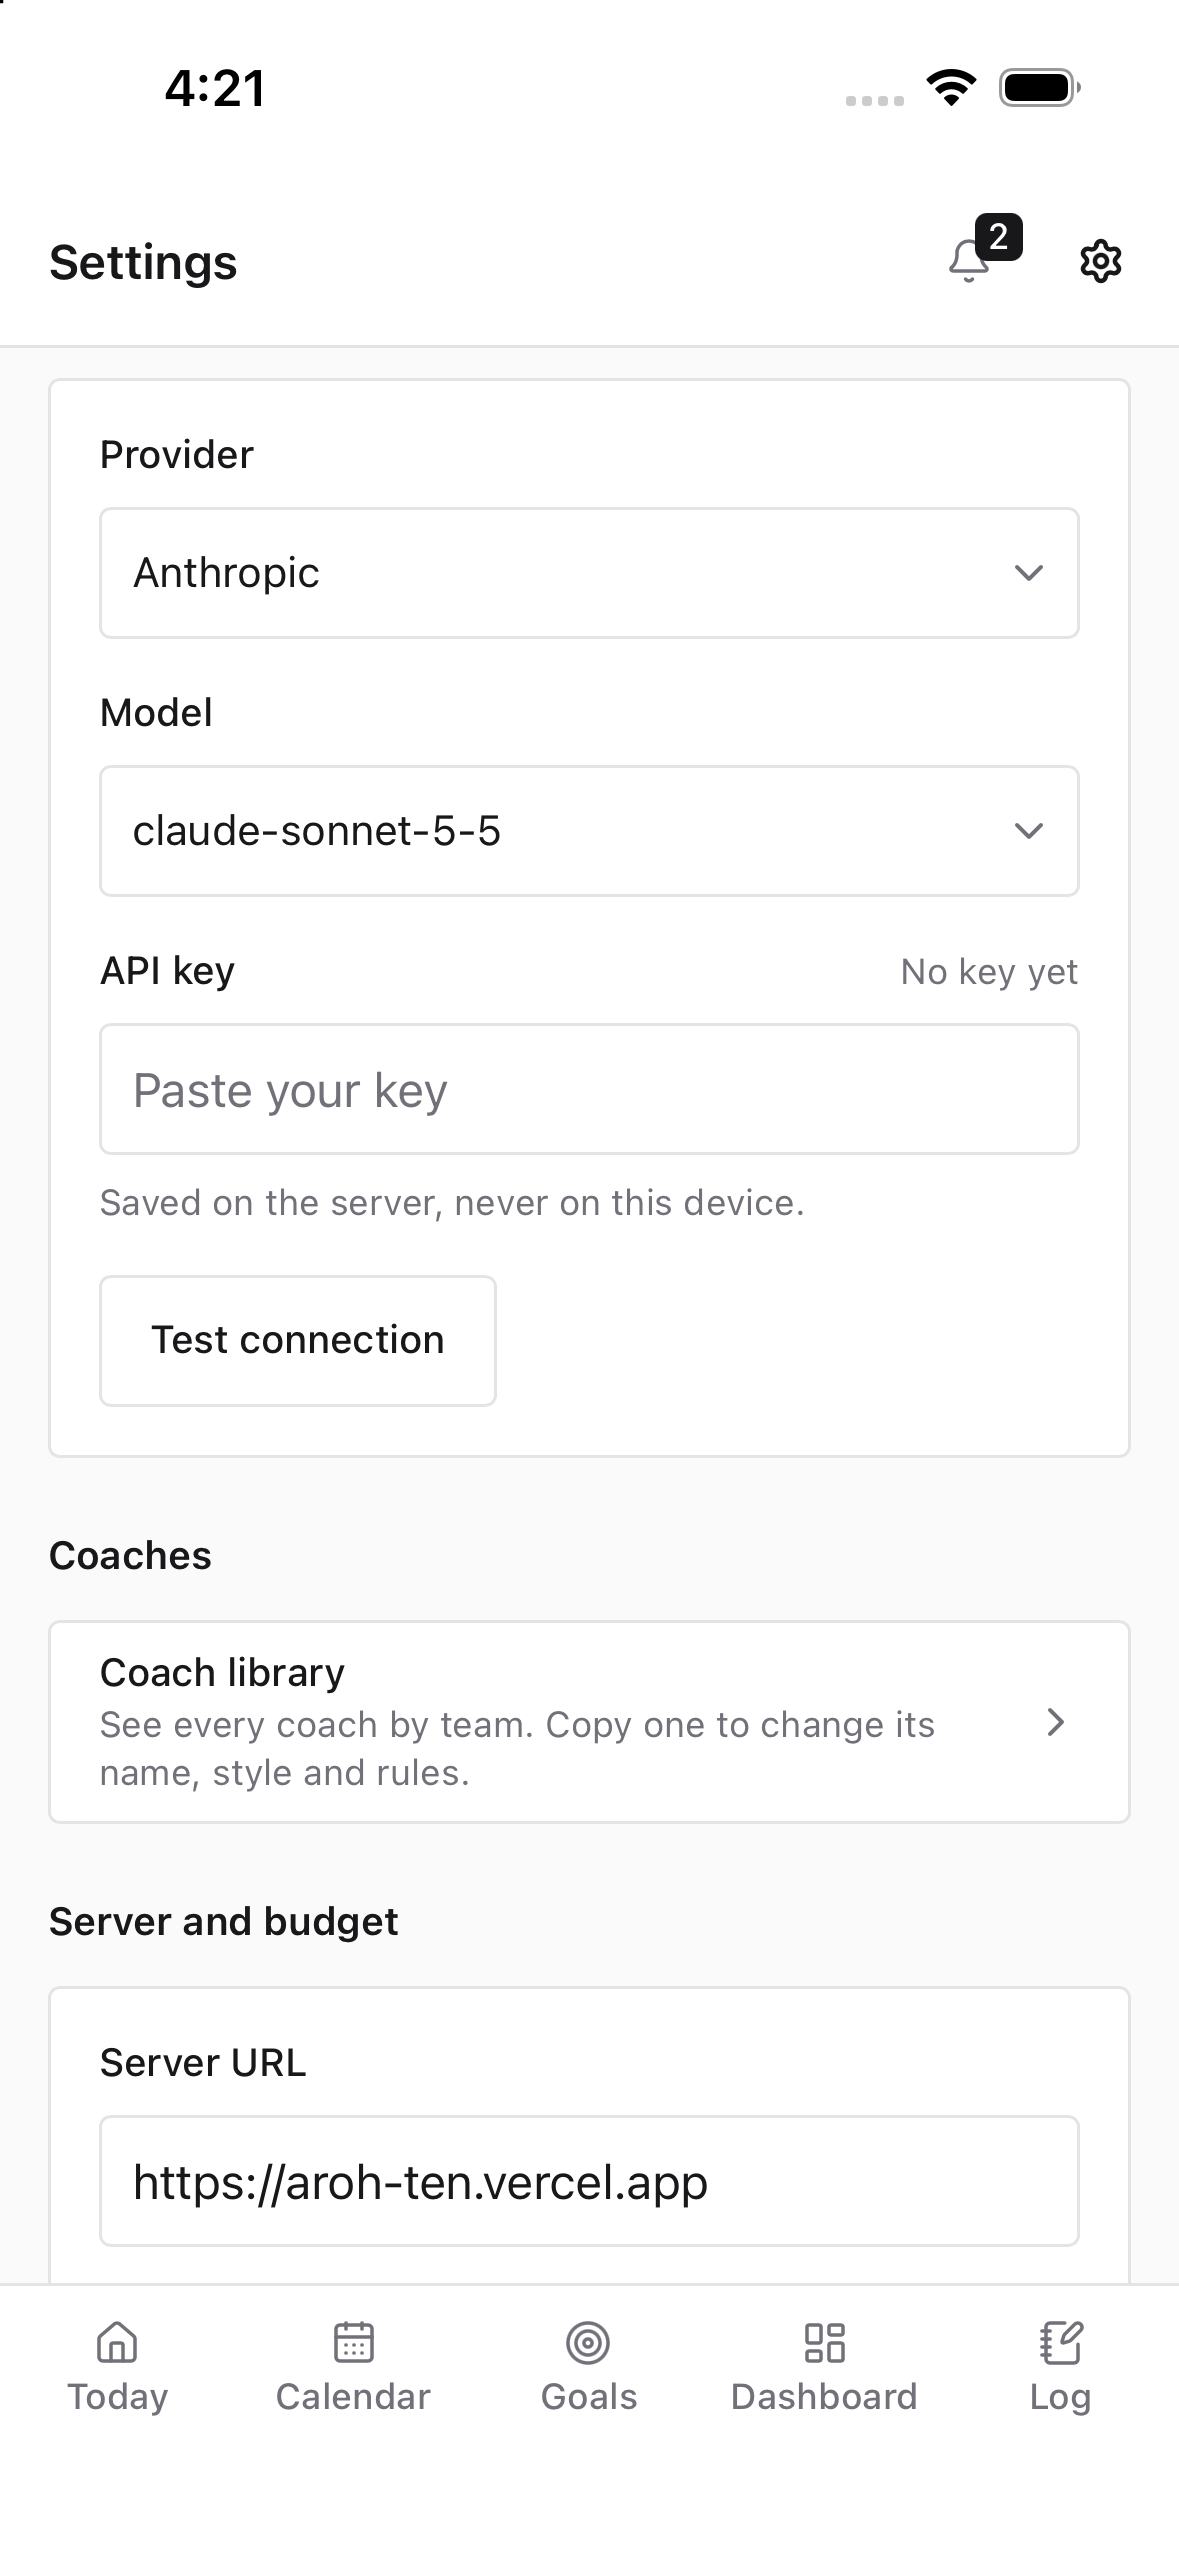 4:21
Settings
2
Provider
Anthropic
Model
claude-sonnet-5-5
API key
No key yet
Paste your key
Saved on the server, never on this device.
Test connection
Coaches
Coach library
See every coach by team. Copy one to change its
name, style and rules.
Server and budget
Server URL
https://aroh-ten.vercel.app
Today
Calendar
Goals
Dashboard
Log